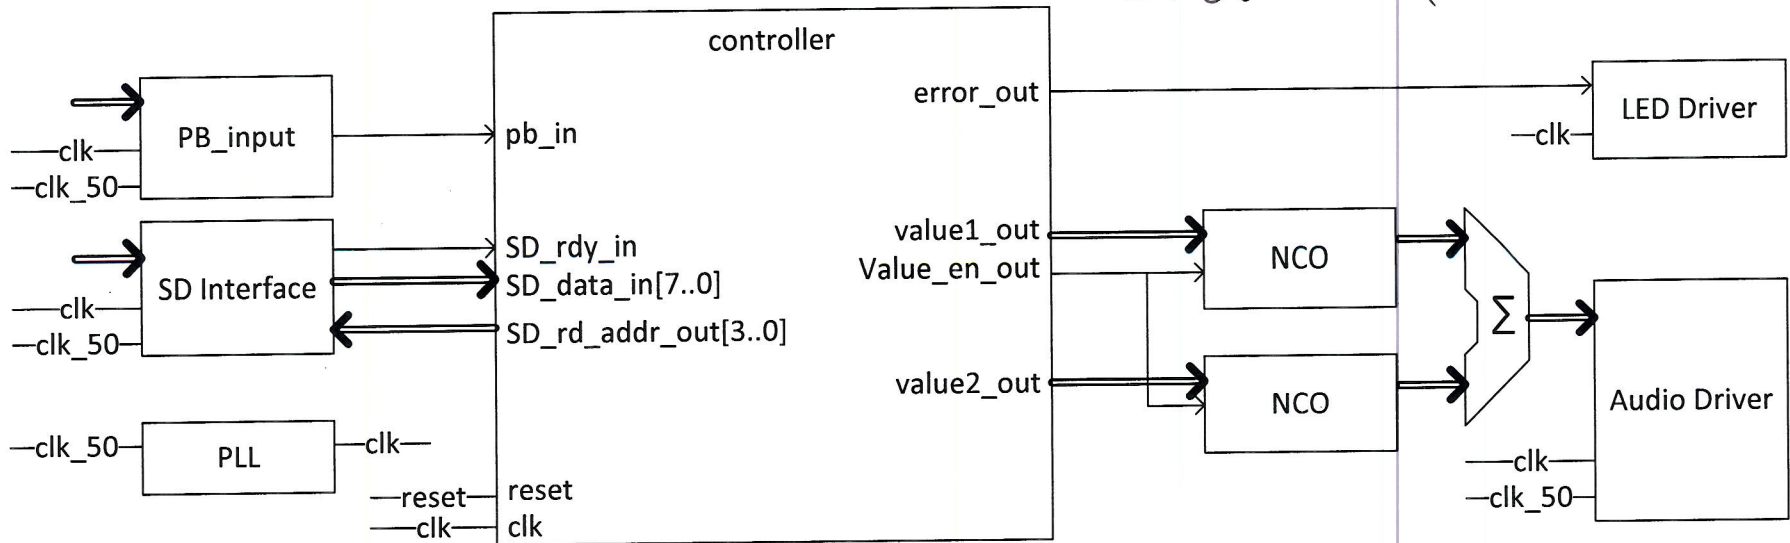 controller
error_out
LED Driver
clk
PB_input
clk
clk_50
pb_in
SD Interface
clk
clk_50
SD_rdy_in
SD_data_in[7..0]
SD_rd_addr_out[3..0]
value1_out
Value_en_out
value2_out
NCO
NCO
Σ
Audio Driver
clk
clk_50
clk_50
PLL
clk
reset
reset
clk
clk